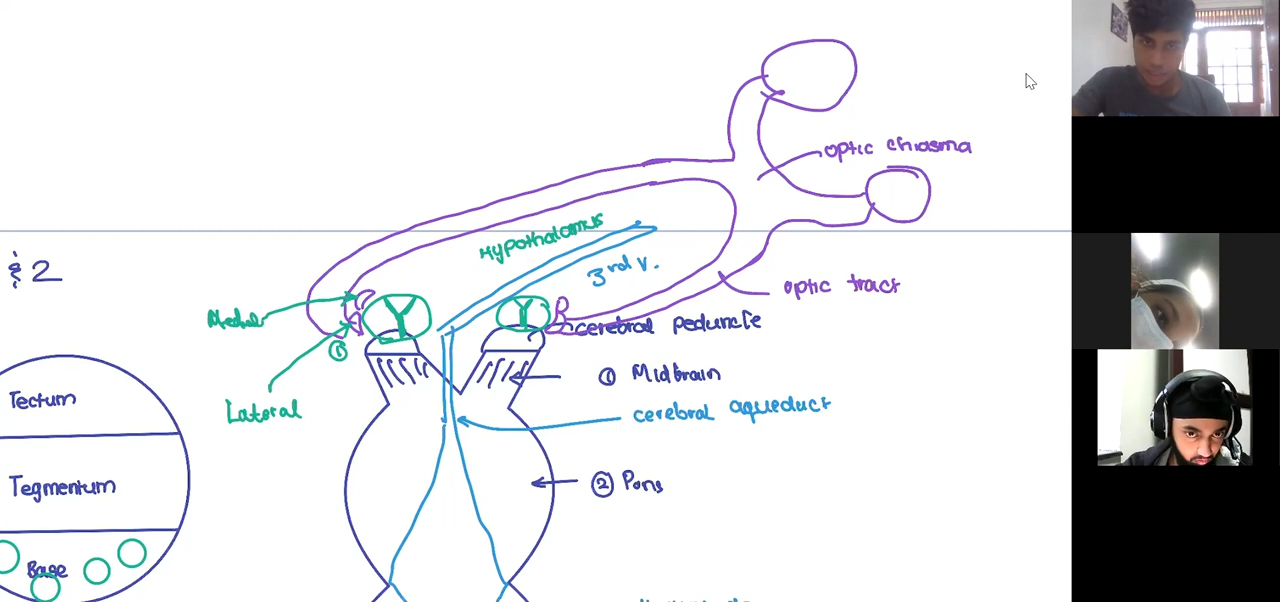 optic chiasma
Hypothalamus
3rd V.
& 2
optic tract
Medial
cerebral peduncle
①
① Midbrain
Tectum
Lateral
cerebral aqueduct
Tegmentum
② Pons
Base